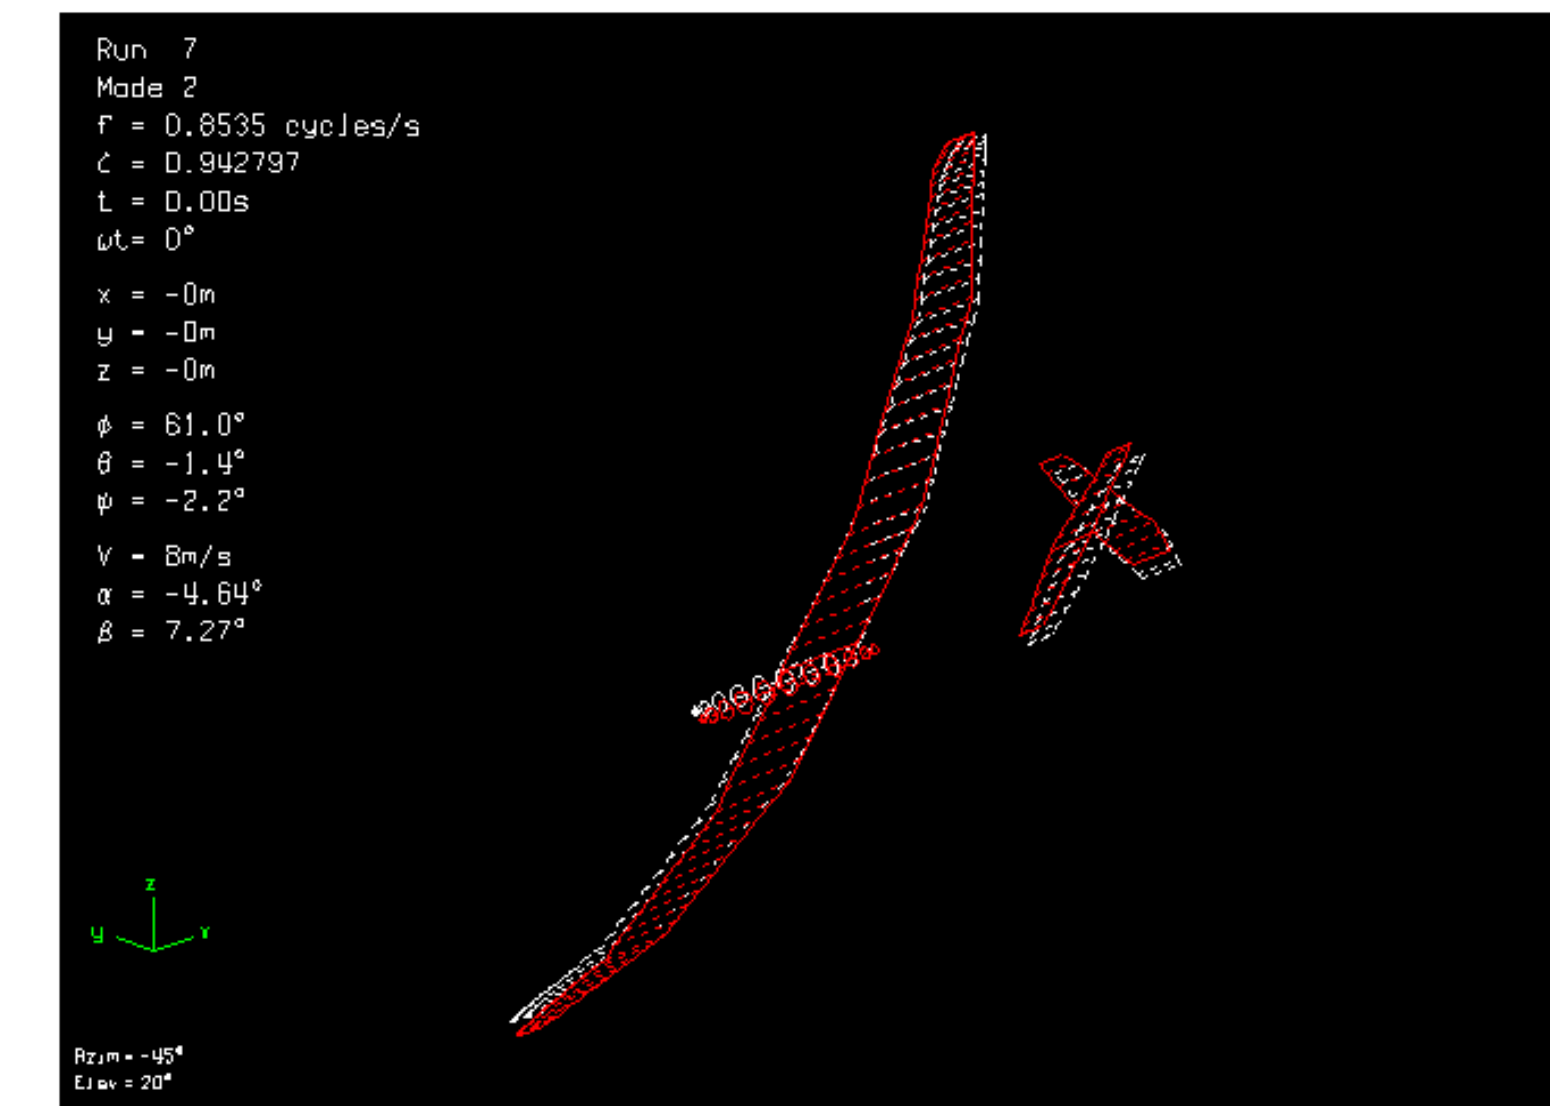 Run 7
Mode 2
f = 0.8535 cycles/s
ζ = 0.942797
t = 0.00s
ωt= 0°
x = -0m
y = -0m
z = -0m
ϕ = 61.0°
θ = -1.4°
ψ = -2.2°
V = 8m/s
α = -4.64°
β = 7.27°
z
y x
Azim = -45°
Elev = 20°